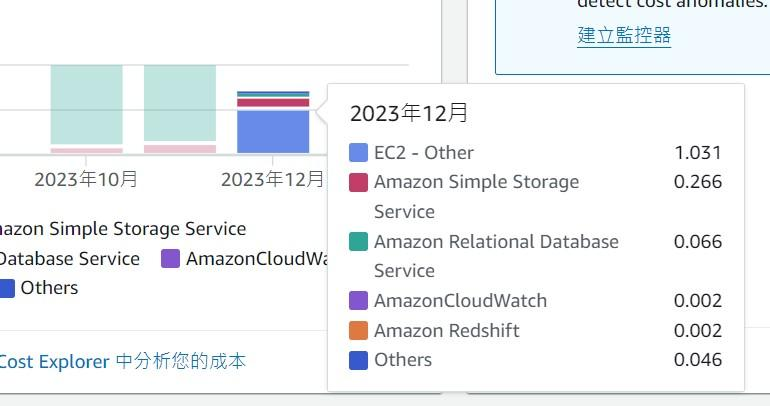 detect cost anomalies.
建立監控器
2023年10月
2023年12月
2023年12月
EC2 - Other 1.031
Amazon Simple Storage Service 0.266
Amazon Relational Database Service 0.066
AmazonCloudWatch 0.002
Amazon Redshift 0.002
Others 0.046
Simple Storage Service
Database Service
Others
Cost Explorer 中分析您的成本